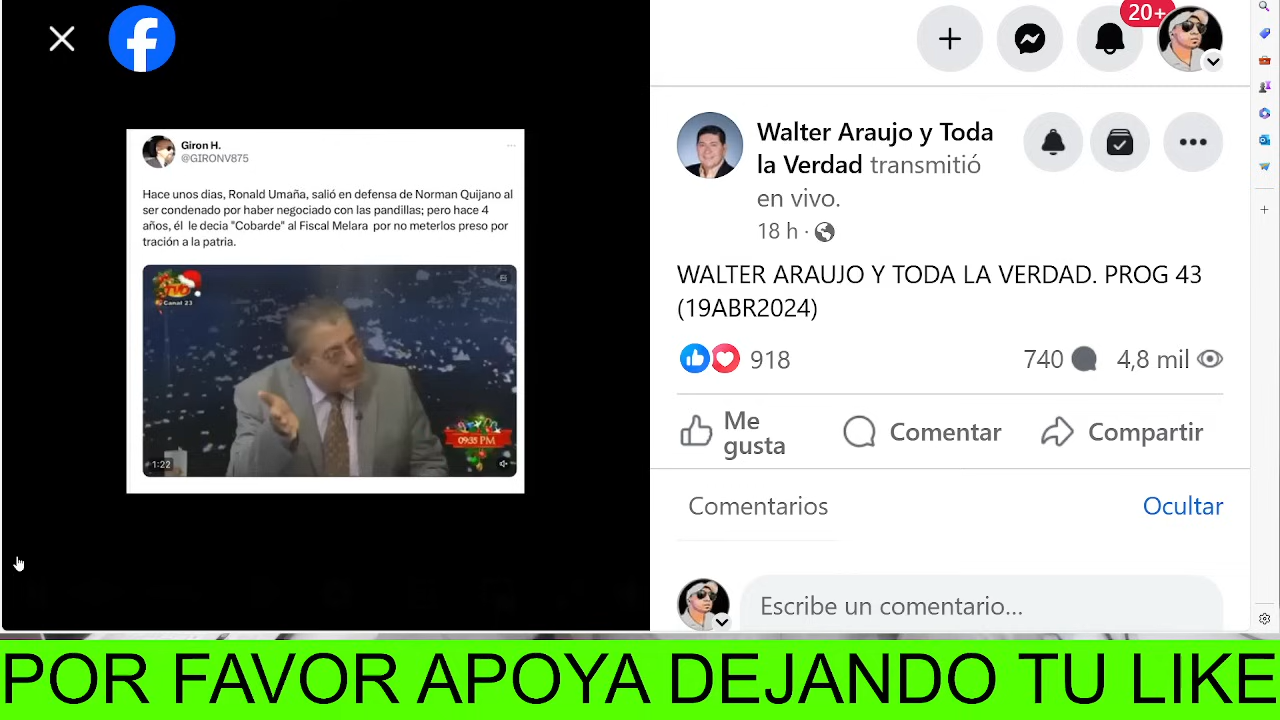 Giron H.
@GIRONV875
Hace unos dias, Ronald Umaña, salió en defensa de Norman Quijano al
ser condenado por haber negociado con las pandillas; pero hace 4
años, él le decia "Cobarde" al Fiscal Melara por no meterlos preso por
tración a la patria.
TVO
Canal 23
09:35 PM
1:22
20+
Walter Araujo y Toda
la Verdad transmitió
en vivo.
18 h ·
WALTER ARAUJO Y TODA LA VERDAD. PROG 43
(19ABR2024)
918
740
4,8 mil
Me
gusta
Comentar
Compartir
Comentarios
Ocultar
Escribe un comentario...
POR FAVOR APOYA DEJANDO TU LIKE